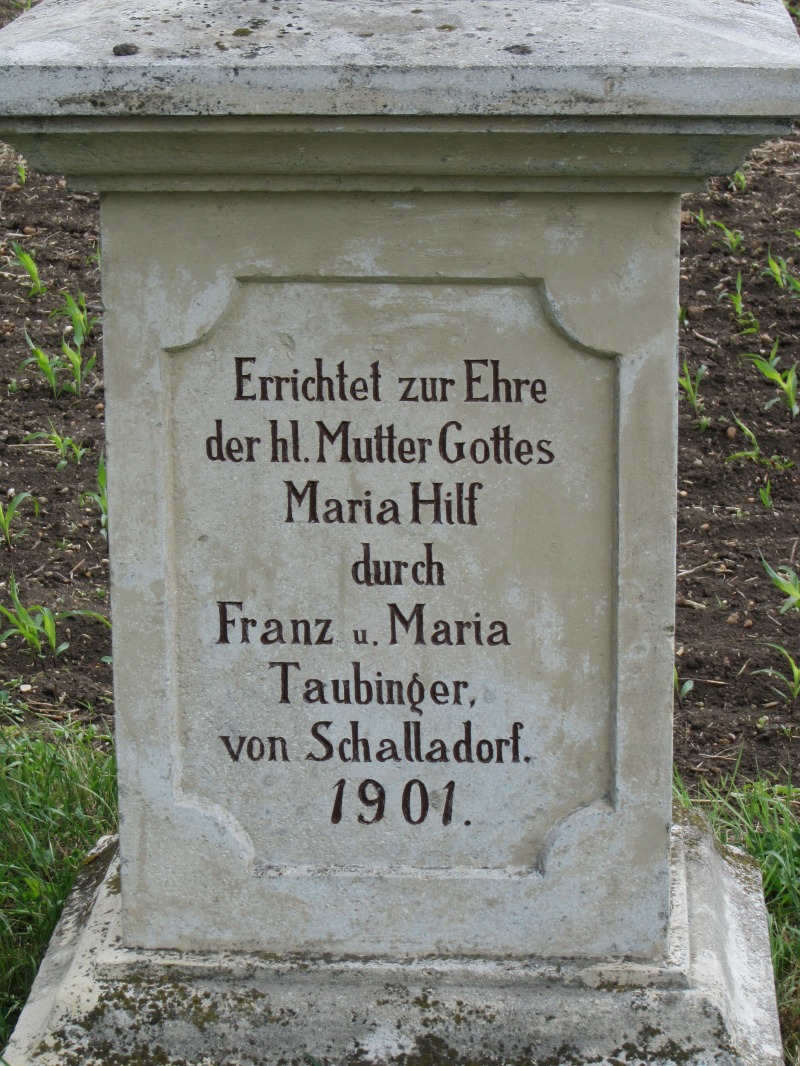 Errichtet zur Ehre
der hl. Mutter Gottes
Maria Hilf
durch
Franz u. Maria
Taubinger,
von Schalladorf.
1901.